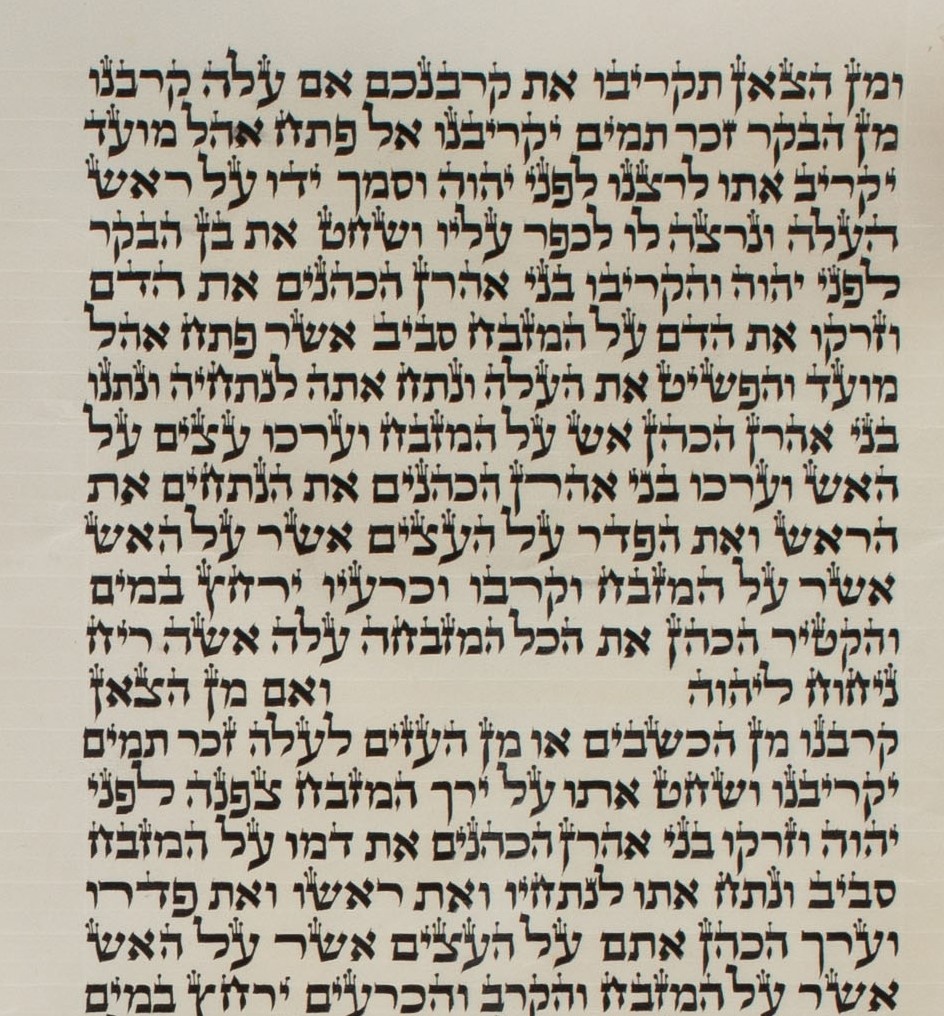 ומן הצאן תקריבו את קרבנכם אם עלה קרבנו
מן הבקר זכר תמים יקריבנו אל פתח אהל מועד
יקריב אתו לרצנו לפני יהוה וסמך ידו על ראש
העלה ונרצה לו לכפר עליו ושחט את בן הבקר
לפני יהוה והקריבו בני אהרן הכהנים את הדם
וזרקו את הדם על המזבח סביב אשר פתח אהל
מועד והפשיט את העלה ונתח אתה לנתחיה ונתנו
בני אהרן הכהן אש על המזבח וערכו עצים על
האש וערכו בני אהרן הכהנים את הנתחים את
הראש ואת הפדר על העצים אשר על האש
אשר על המזבח וקרבו וכרעיו ירחץ במים
והקטיר הכהן את הכל המזבחה עלה אשה ריח
ניחוח ליהוה ואם מן הצאן
קרבנו מן הכשבים או מן העזים לעלה זכר תמים
יקריבנו ושחט אתו על ירך המזבח צפנה לפני
יהוה וזרקו בני אהרן הכהנים את דמו על המזבח
סביב ונתח אתו לנתחיו ואת ראשו ואת פדרו
וערך הכהן אתם על העצים אשר על האש
אשר על המזבח והקרב והכרעים ירחץ במים